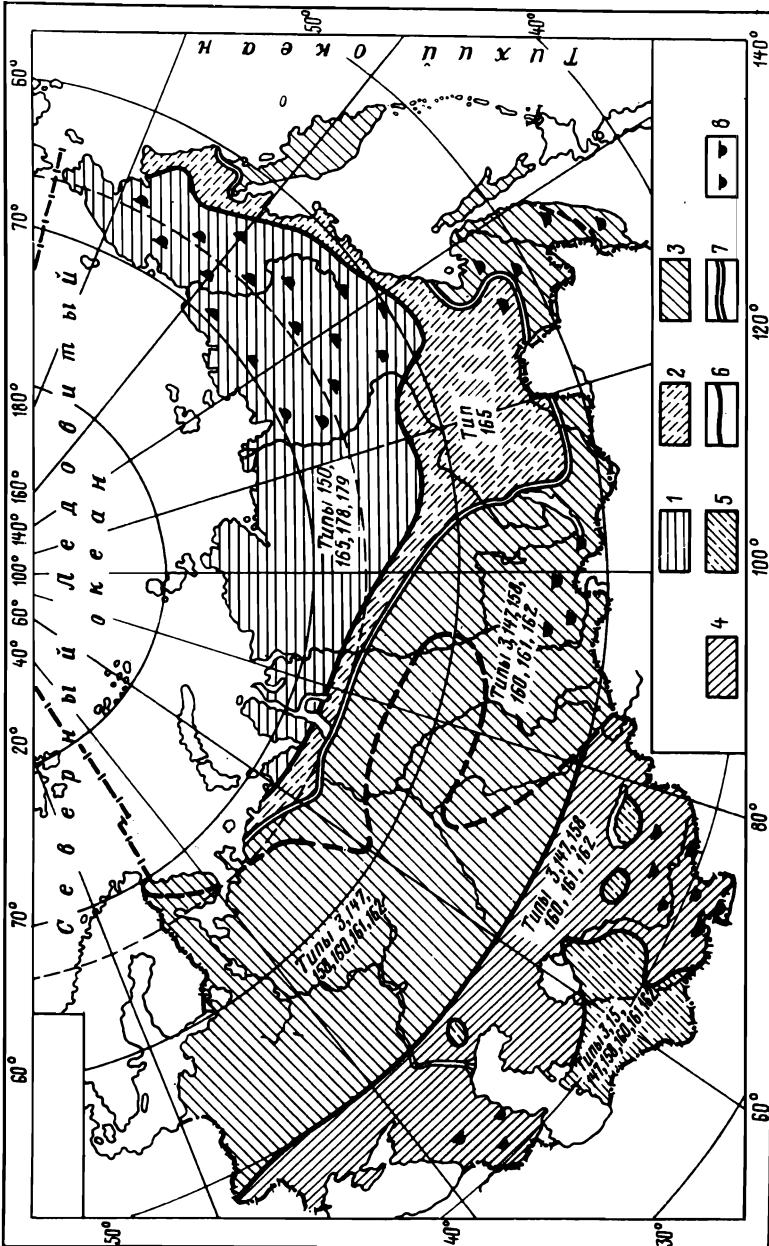 60°
70°
180°
160°
140°
100°
60°
40°
20°
70°
60°
50°
Северный Ледовитый
океан
50°
Тихий океан
40°
140°
120°
100°
80°
60°
30°
40°
Типы 150,
165, 178, 179
Тип
165
Типы 3, 147, 158,
160, 161, 162
Типы 3, 147,
158, 160, 161, 162
Типы 3, 147, 158
160, 161, 162
Типы 3, 5,
147, 158, 160, 161, 162
1
2
3
4
5
6
7
8